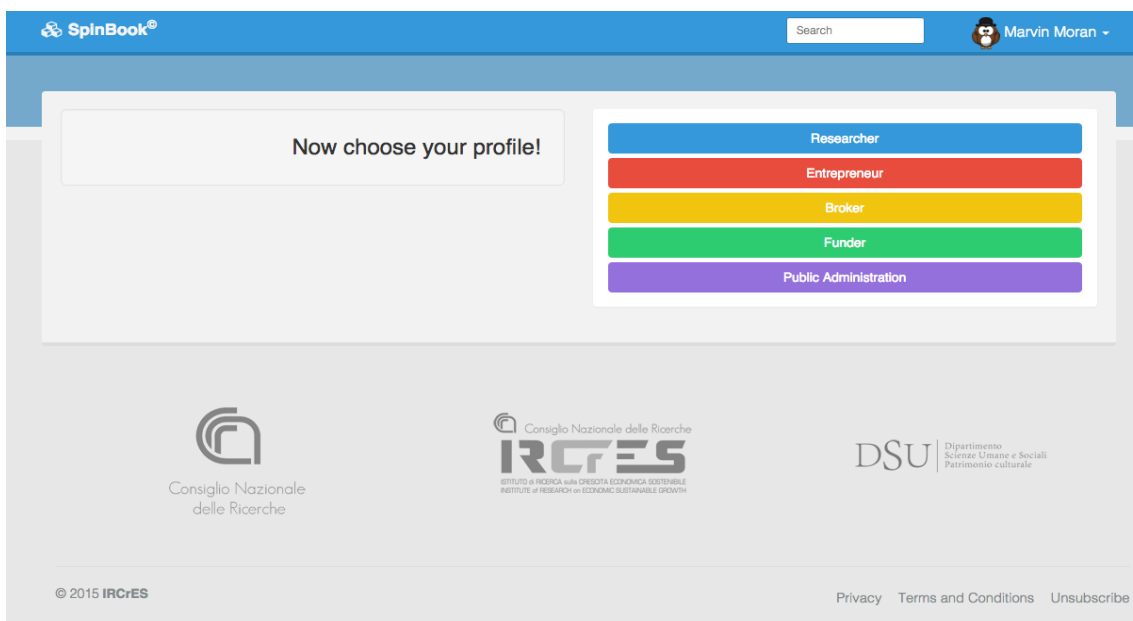 SpinBook©
Search
Marvin Moran
Now choose your profile!
Researcher
Entrepreneur
Broker
Funder
Public Administration
Consiglio Nazionale
delle Ricerche
Consiglio Nazionale delle Ricerche
IRCrES
ISTITUTO di RICERCA sulla CRESCITA ECONOMICA SOSTENIBILE
INSTITUTE of RESEARCH on ECONOMIC SUSTAINABLE GROWTH
DSU
Dipartimento
Scienze Umane e Sociali
Patrimonio culturale
© 2015 IRCrES
Privacy Terms and Conditions Unsubscribe